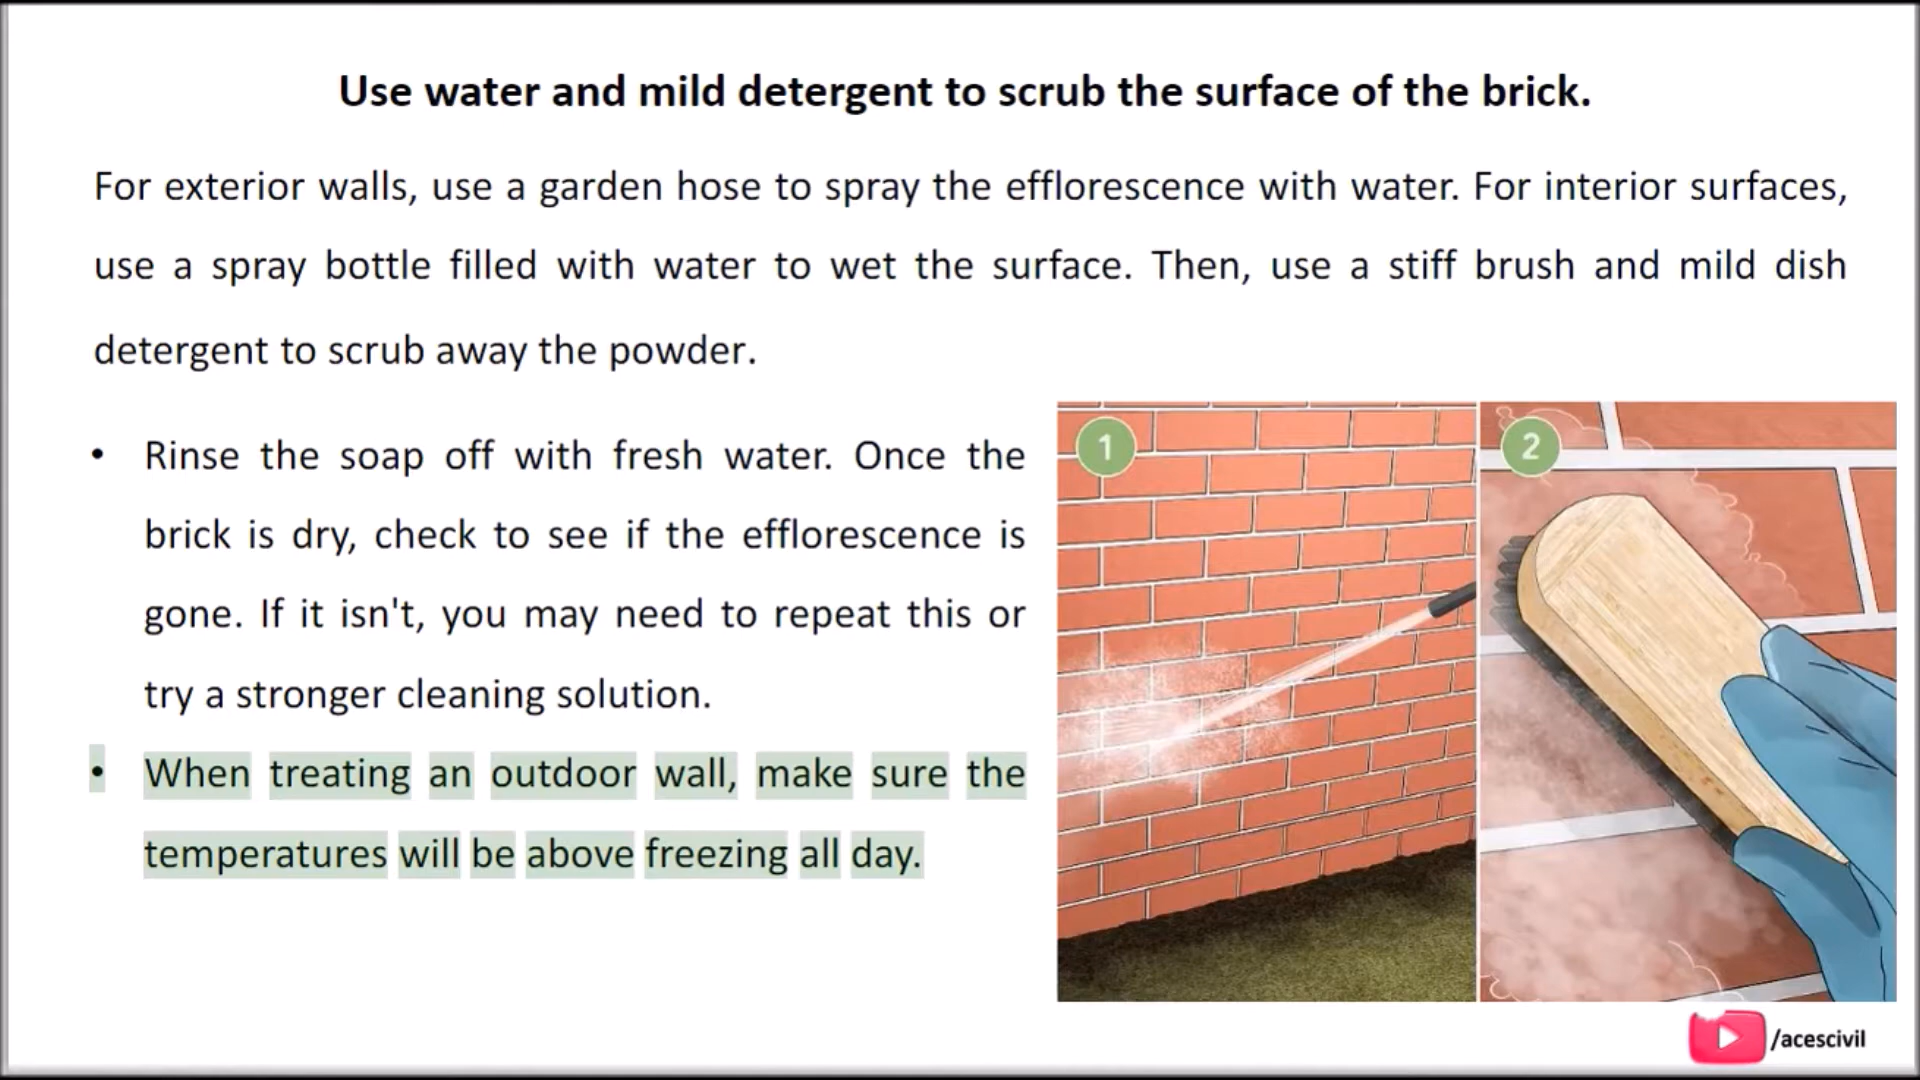 Use water and mild detergent to scrub the surface of the brick.
For exterior walls, use a garden hose to spray the efflorescence with water. For interior surfaces,
use a spray bottle filled with water to wet the surface. Then, use a stiff brush and mild dish
detergent to scrub away the powder.
• Rinse the soap off with fresh water. Once the
brick is dry, check to see if the efflorescence is
gone. If it isn't, you may need to repeat this or
try a stronger cleaning solution.
• When treating an outdoor wall, make sure the
temperatures will be above freezing all day.
1
2
/acescivil